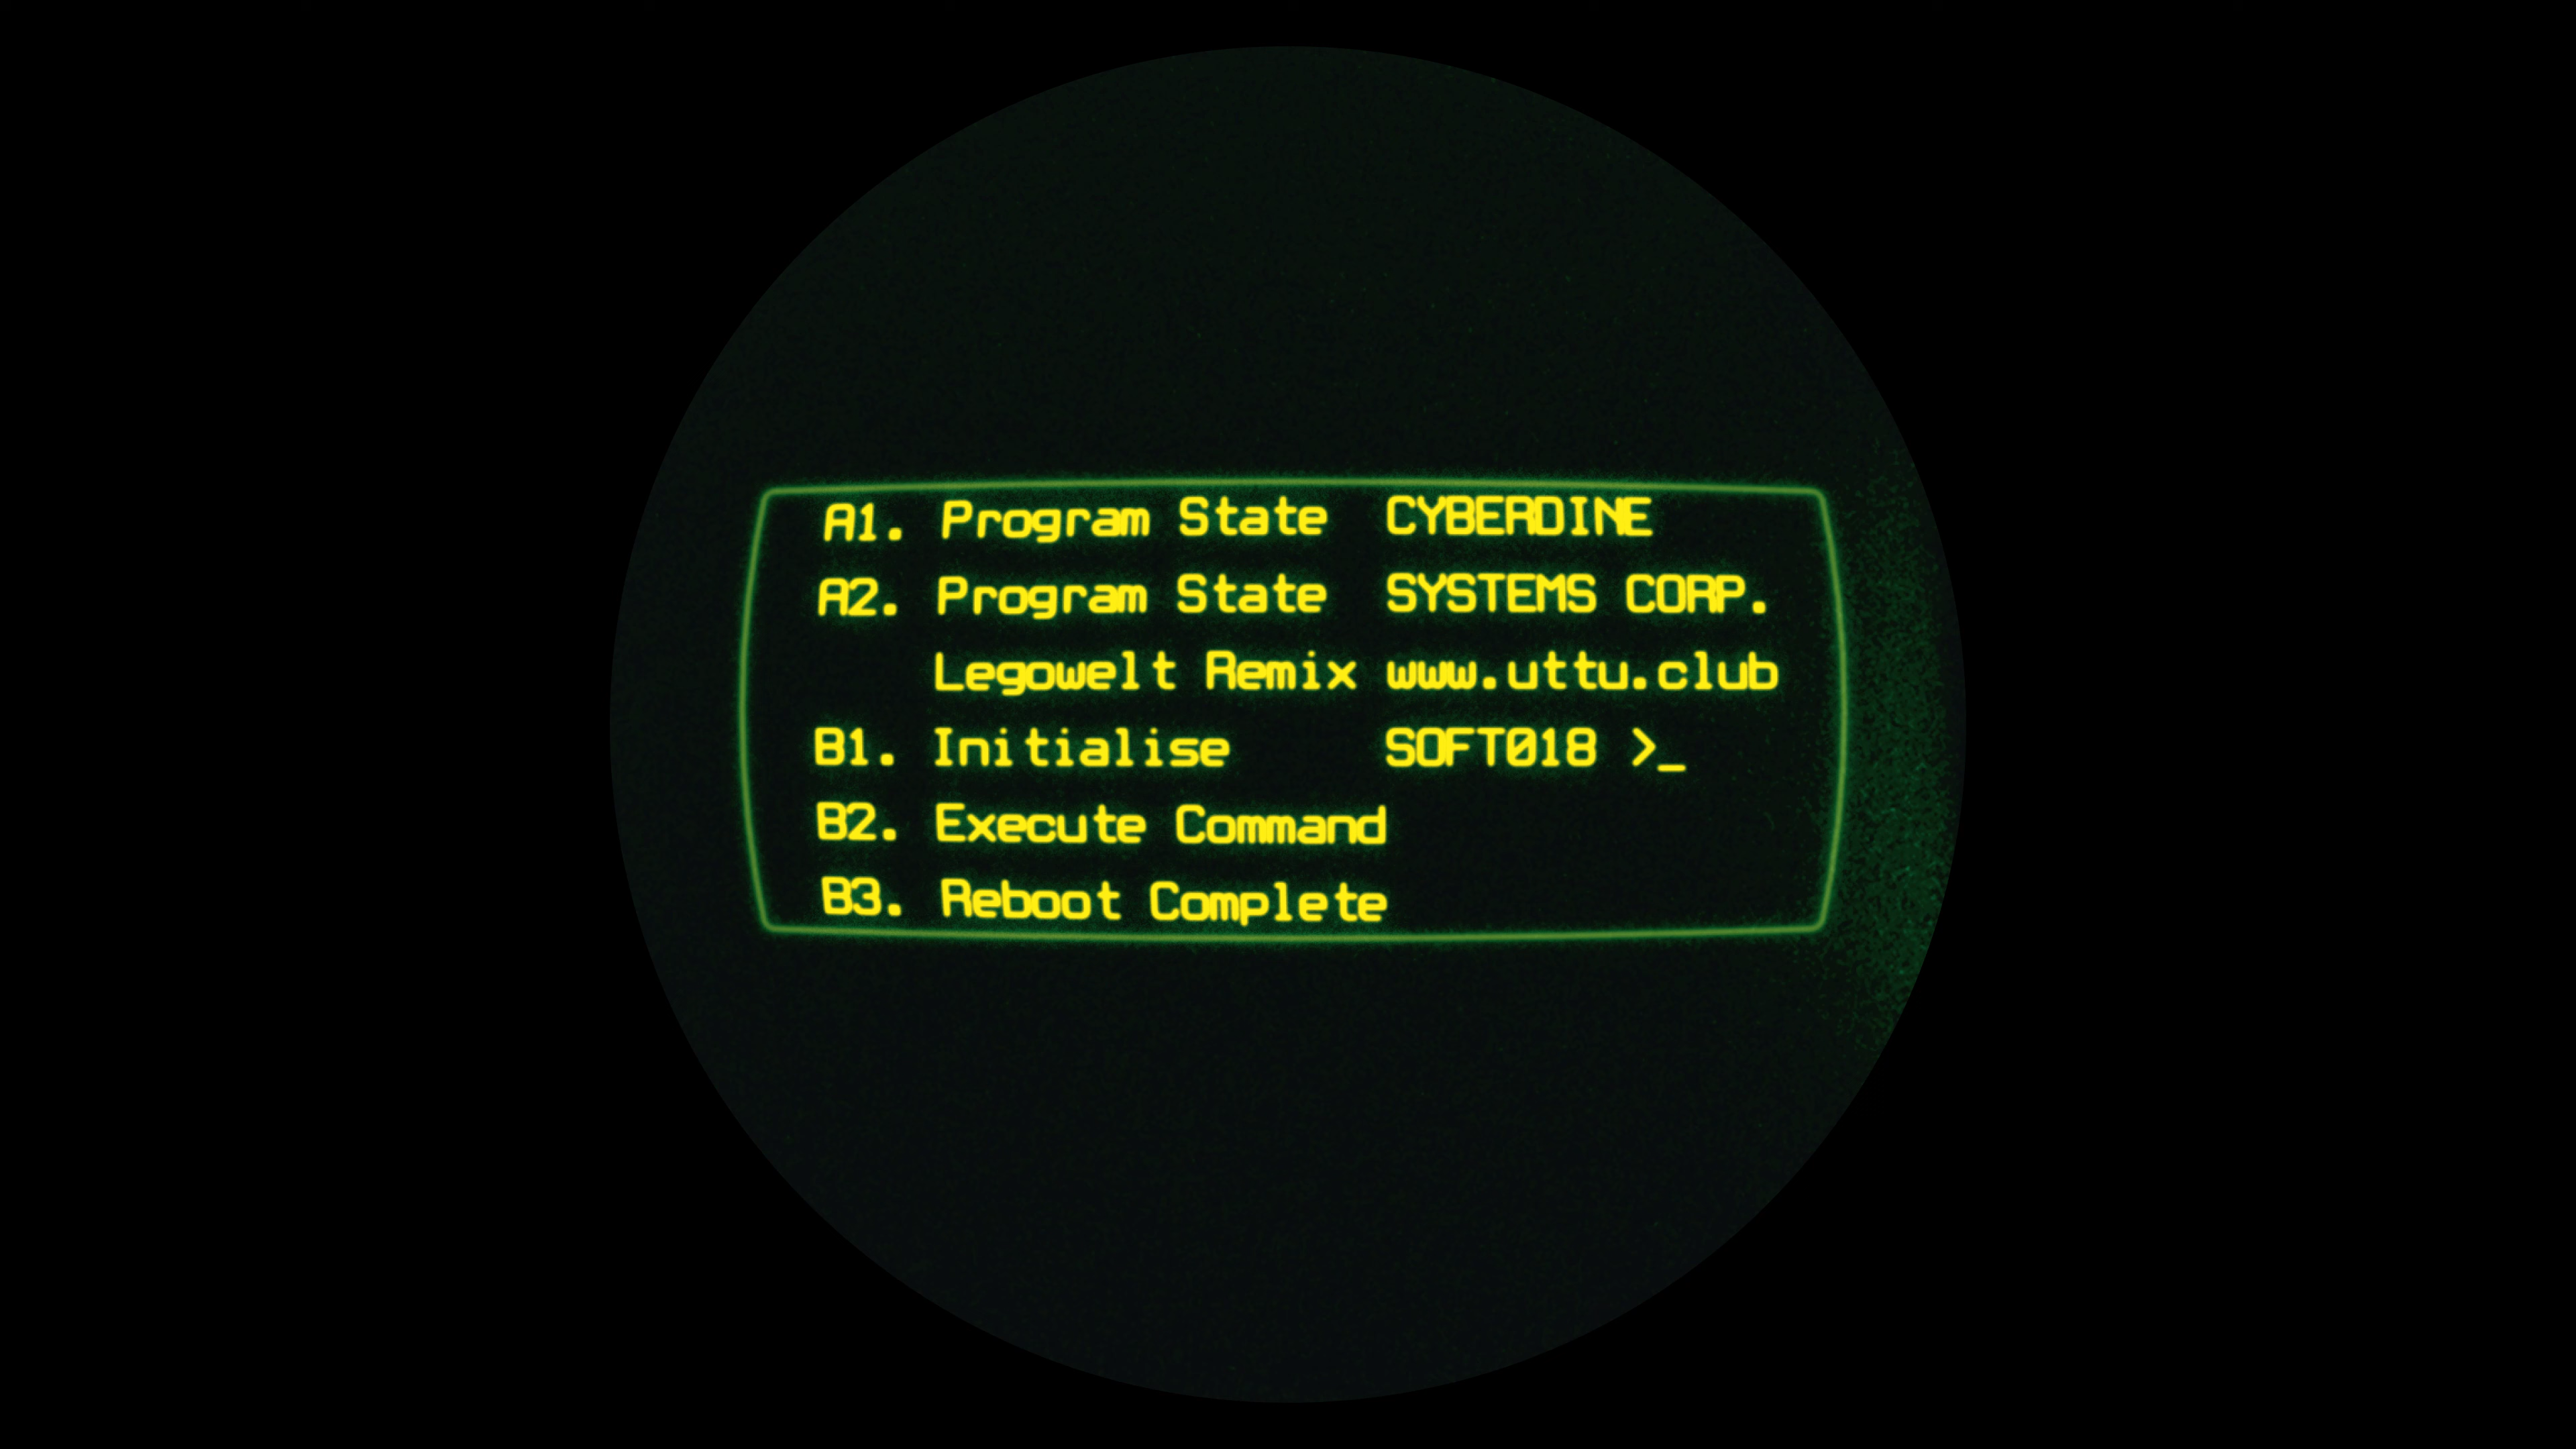 A1. Program State CYBERDINE
A2. Program State SYSTEMS CORP.
Legowelt Remix www.uttu.club
B1. Initialise SOFT018 >_
B2. Execute Command
B3. Reboot Complete